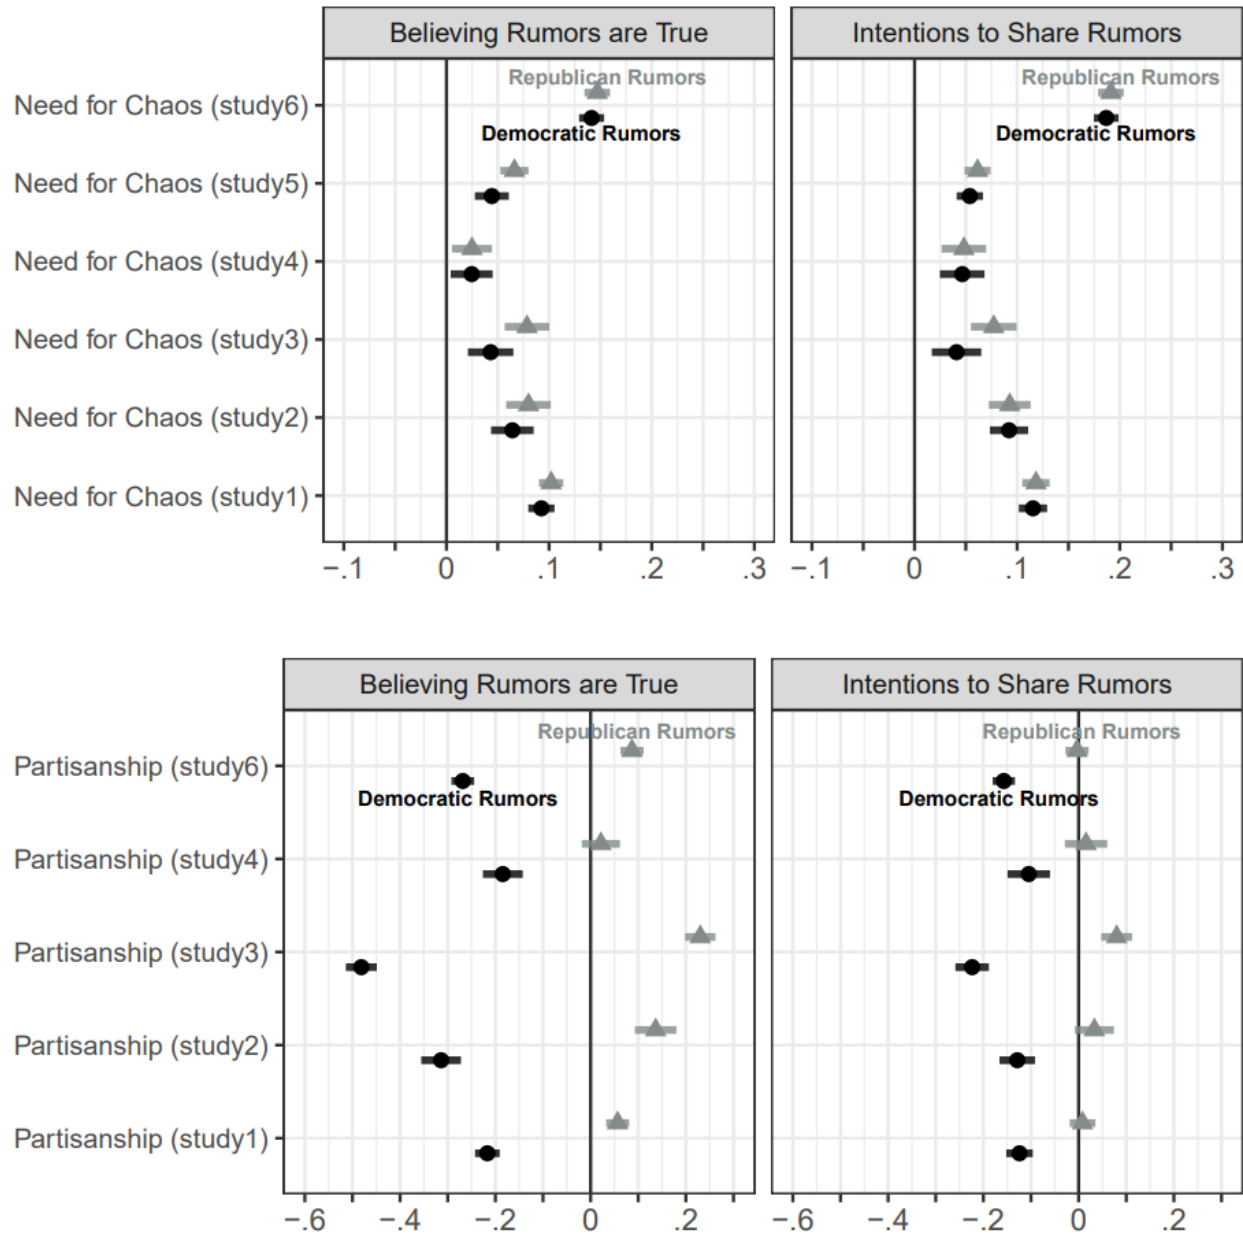 Believing Rumors are True
Intentions to Share Rumors
Republican Rumors
Republican Rumors
Need for Chaos (study6)
Democratic Rumors
Democratic Rumors
Need for Chaos (study5)
Need for Chaos (study4)
Need for Chaos (study3)
Need for Chaos (study2)
Need for Chaos (study1)
−.1 0 .1 .2 .3
−.1 0 .1 .2 .3
Believing Rumors are True
Intentions to Share Rumors
Republican Rumors
Republican Rumors
Partisanship (study6)
Democratic Rumors
Democratic Rumors
Partisanship (study4)
Partisanship (study3)
Partisanship (study2)
Partisanship (study1)
−.6 −.4 −.2 0 .2
−.6 −.4 −.2 0 .2